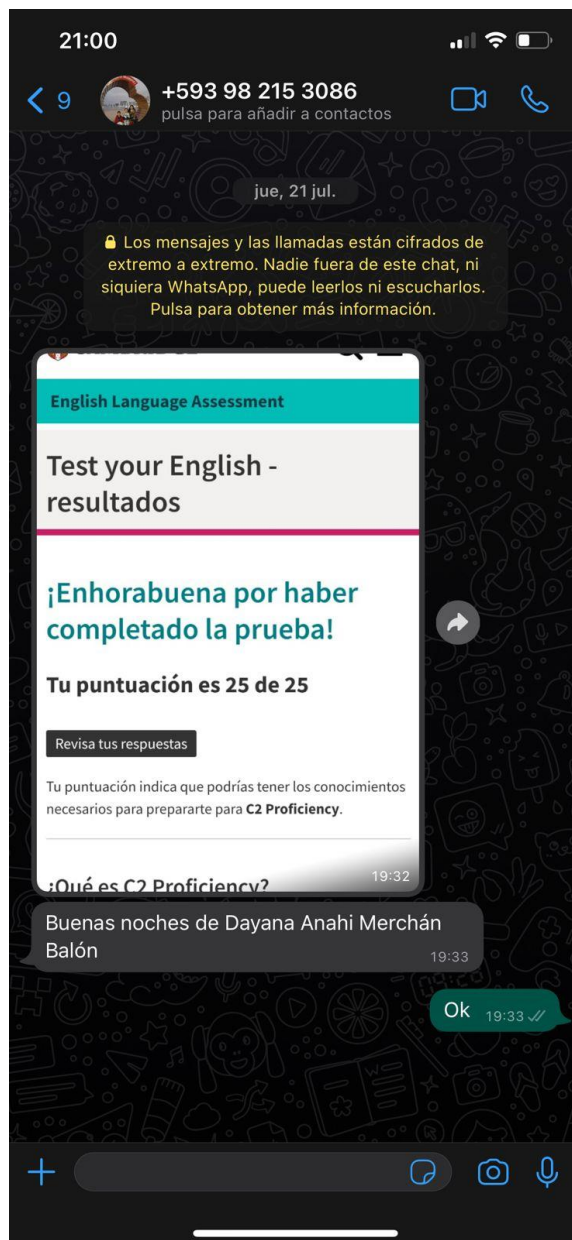 21:00
9
+593 98 215 3086
pulsa para añadir a contactos
jue, 21 jul.
Los mensajes y las llamadas están cifrados de
extremo a extremo. Nadie fuera de este chat, ni
siquiera WhatsApp, puede leerlos ni escucharlos.
Pulsa para obtener más información.
English Language Assessment
Test your English -
resultados
¡Enhorabuena por haber
completado la prueba!
Tu puntuación es 25 de 25
Revisa tus respuestas
Tu puntuación indica que podrías tener los conocimientos
necesarios para prepararte para C2 Proficiency.
¿Qué es C2 Proficiency?
19:32
Buenas noches de Dayana Anahi Merchán
Balón
19:33
Ok 19:33